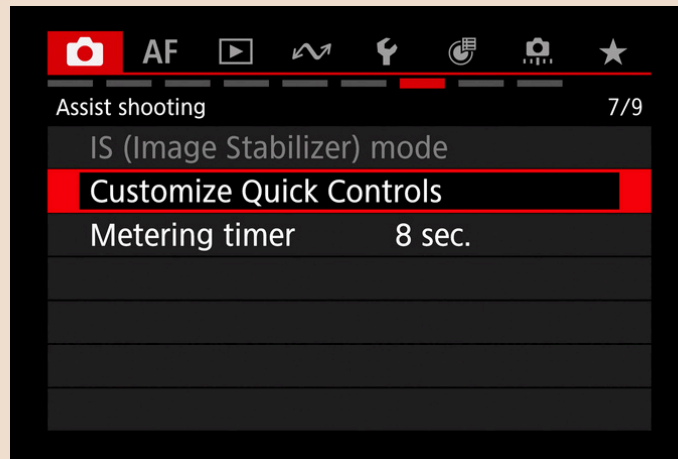 AF
Assist shooting 7/9
IS (Image Stabilizer) mode
Customize Quick Controls
Metering timer 8 sec.